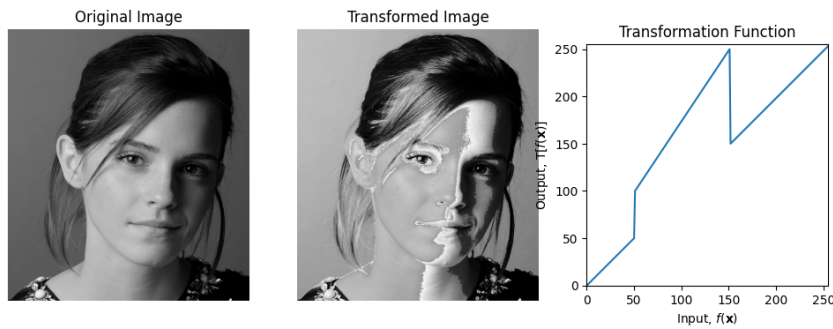 Original Image
Transformed Image
Transformation Function
Output, T[f(x)]
250
200
150
100
50
0
0 50 100 150 200 250
Input, f(x)